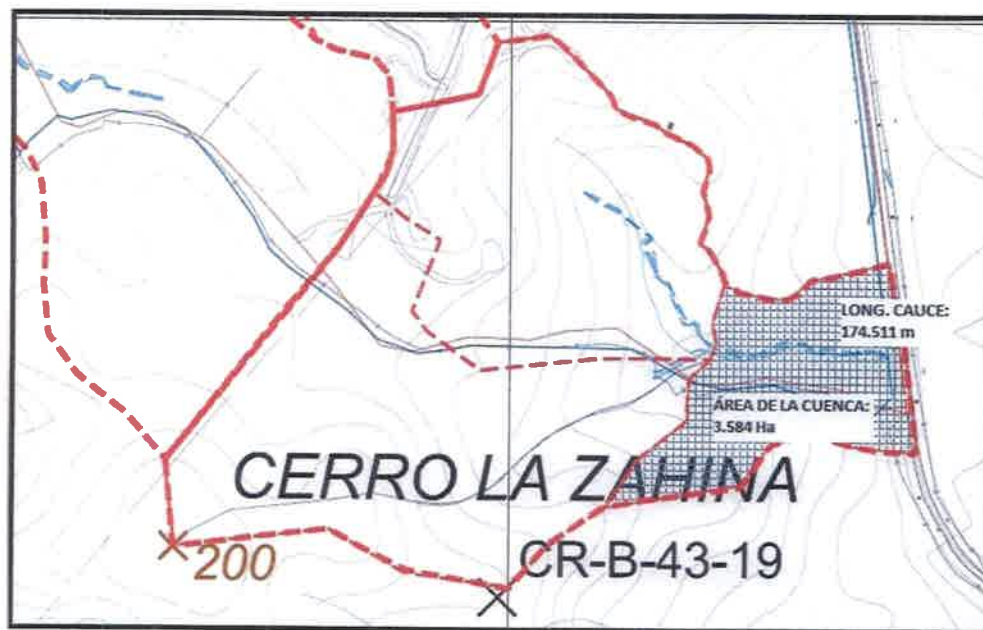 LONG. CAUCE:
174.511 m
ÁREA DE LA CUENCA:
3.584 Ha
CERRO LA ZAHINA
200
CR-B-43-19